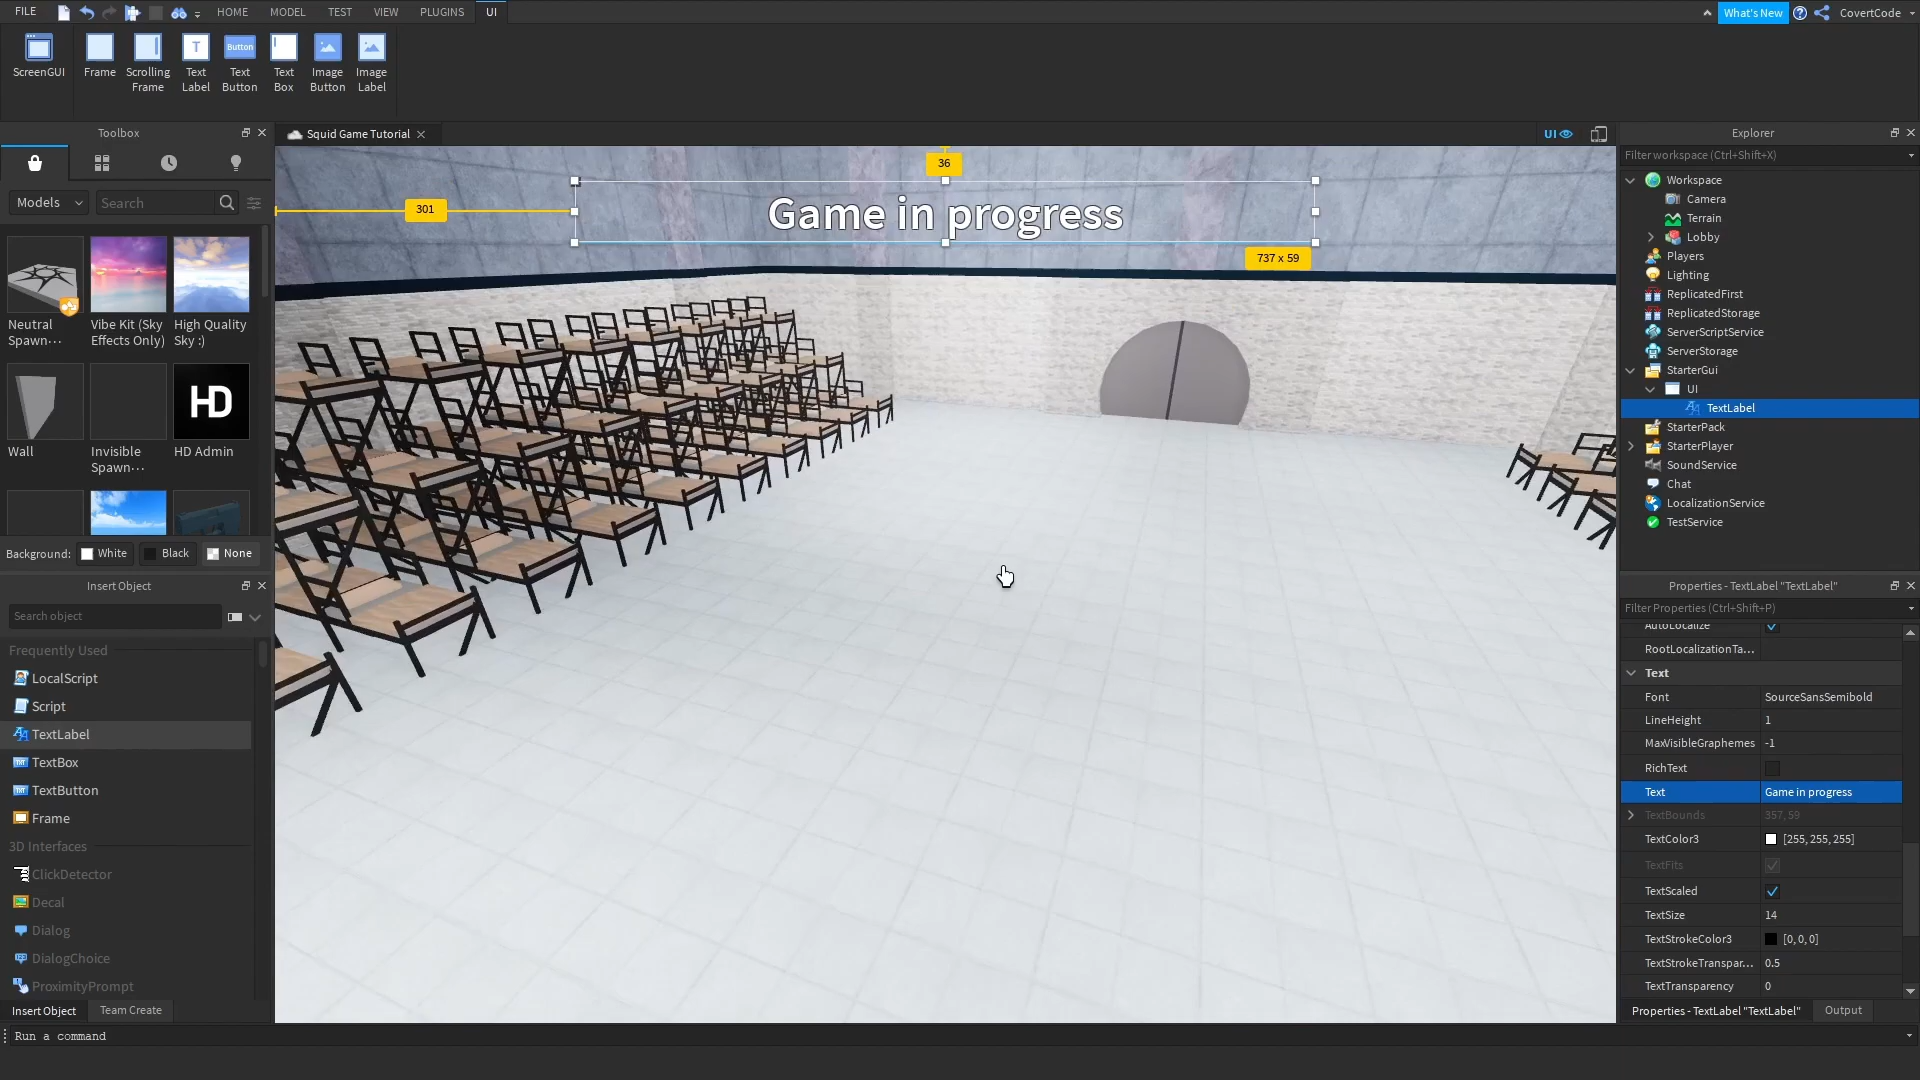 FILE
HOME
MODEL
TEST
VIEW
PLUGINS
UI
What's New
CovertCode
ScreenGUI
Frame
Scrolling
Frame
Text
Label
Button
Text
Button
Text
Box
Image
Button
Image
Label
Toolbox
Squid Game Tutorial
UI
Explorer
Models
Search
Neutral
Spawn...
Vibe Kit (Sky
Effects Only)
High Quality
Sky :)
Wall
Invisible
Spawn...
HD
HD Admin
Background:
White
Black
None
Insert Object
Search object
Frequently Used
LocalScript
Script
TextLabel
TextBox
TextButton
Frame
3D Interfaces
ClickDetector
Decal
Dialog
DialogChoice
ProximityPrompt
Insert Object
Team Create
Run a command
36
301
Game in progress
737 x 59
Filter workspace (Ctrl+Shift+X)
Workspace
Camera
Terrain
Lobby
Players
Lighting
ReplicatedFirst
ReplicatedStorage
ServerScriptService
ServerStorage
StarterGui
UI
TextLabel
StarterPack
StarterPlayer
SoundService
Chat
LocalizationService
TestService
Properties - TextLabel "TextLabel"
Filter Properties (Ctrl+Shift+P)
AutoLocalize
RootLocalizationTa...
Text
Font SourceSansSemibold
LineHeight 1
MaxVisibleGraphemes -1
RichText
Text Game in progress
TextBounds 357, 59
TextColor3 [255, 255, 255]
TextFits
TextScaled
TextSize 14
TextStrokeColor3 [0, 0, 0]
TextStrokeTranspar... 0.5
TextTransparency 0
Properties - TextLabel "TextLabel"
Output